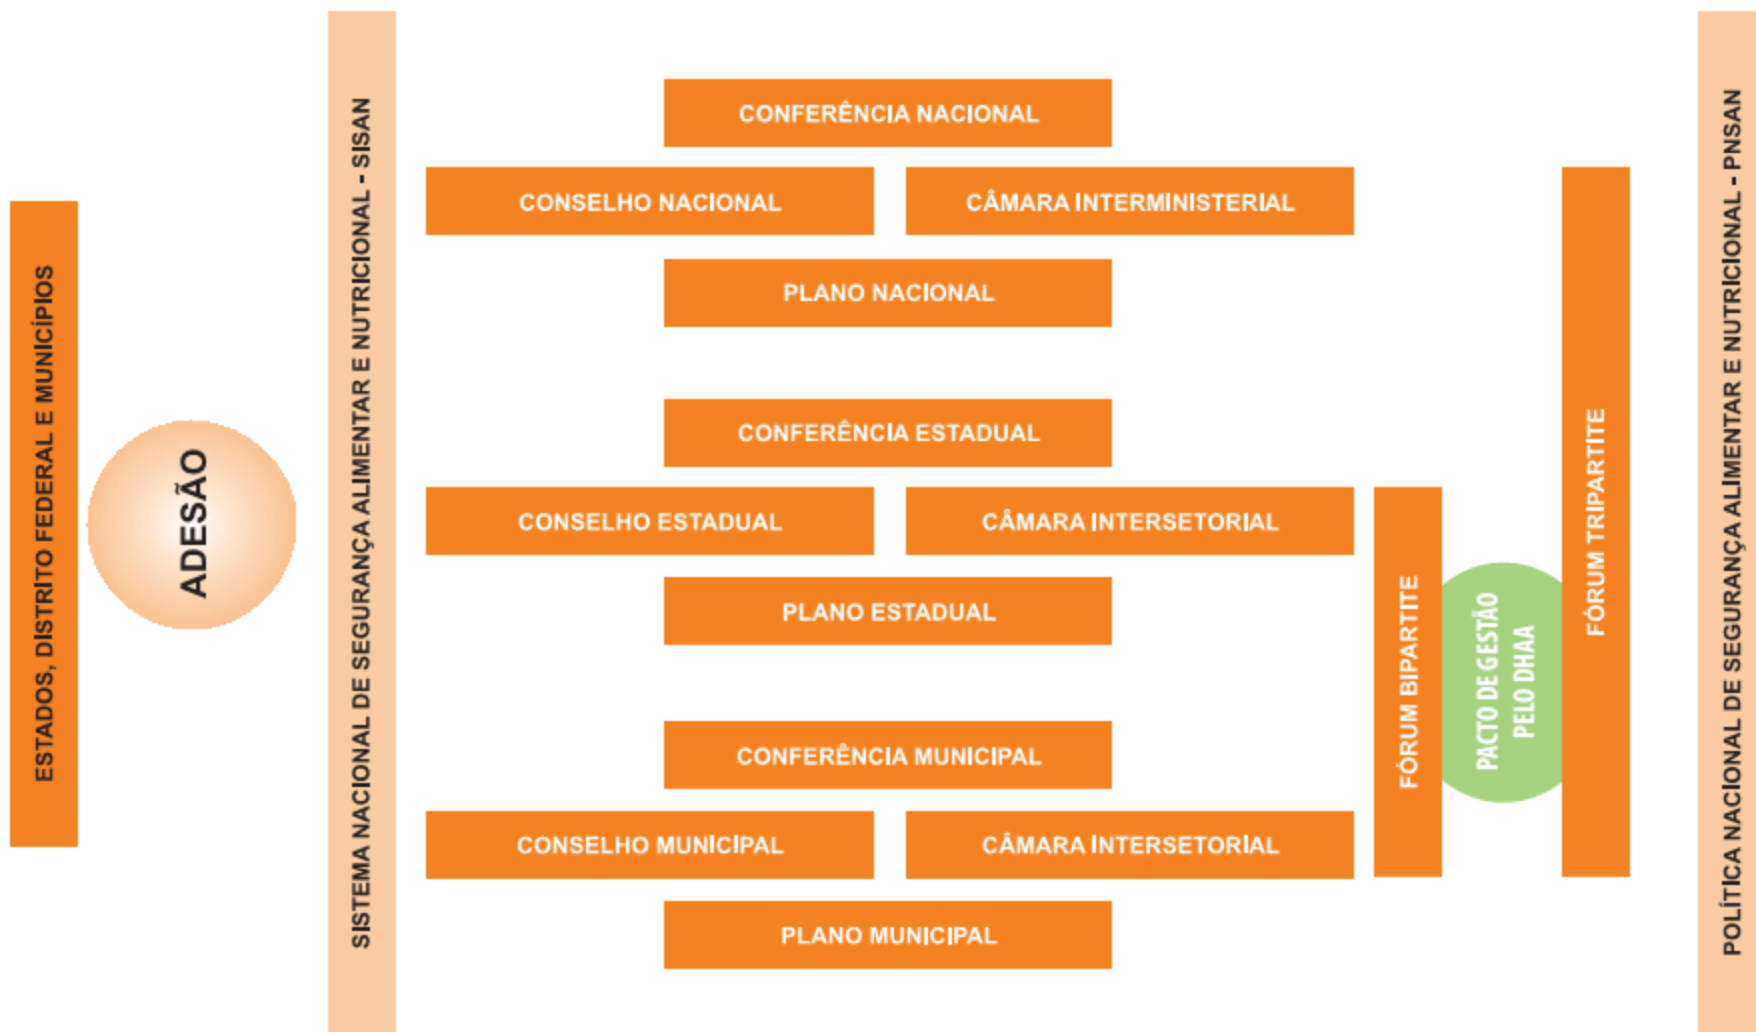 ESTADOS, DISTRITO FEDERAL E MUNICÍPIOS
ADESÃO
SISTEMA NACIONAL DE SEGURANÇA ALIMENTAR E NUTRICIONAL - SISAN
CONFERÊNCIA NACIONAL
CONSELHO NACIONAL
CÂMARA INTERMINISTERIAL
PLANO NACIONAL
CONFERÊNCIA ESTADUAL
CONSELHO ESTADUAL
CÂMARA INTERSETORIAL
PLANO ESTADUAL
CONFERÊNCIA MUNICIPAL
CONSELHO MUNICIPAL
CÂMARA INTERSETORIAL
PLANO MUNICIPAL
FÓRUM BIPARTITE
PACTO DE GESTÃO
PELO DHAA
FÓRUM TRIPARTITE
POLÍTICA NACIONAL DE SEGURANÇA ALIMENTAR E NUTRICIONAL - PNSAN